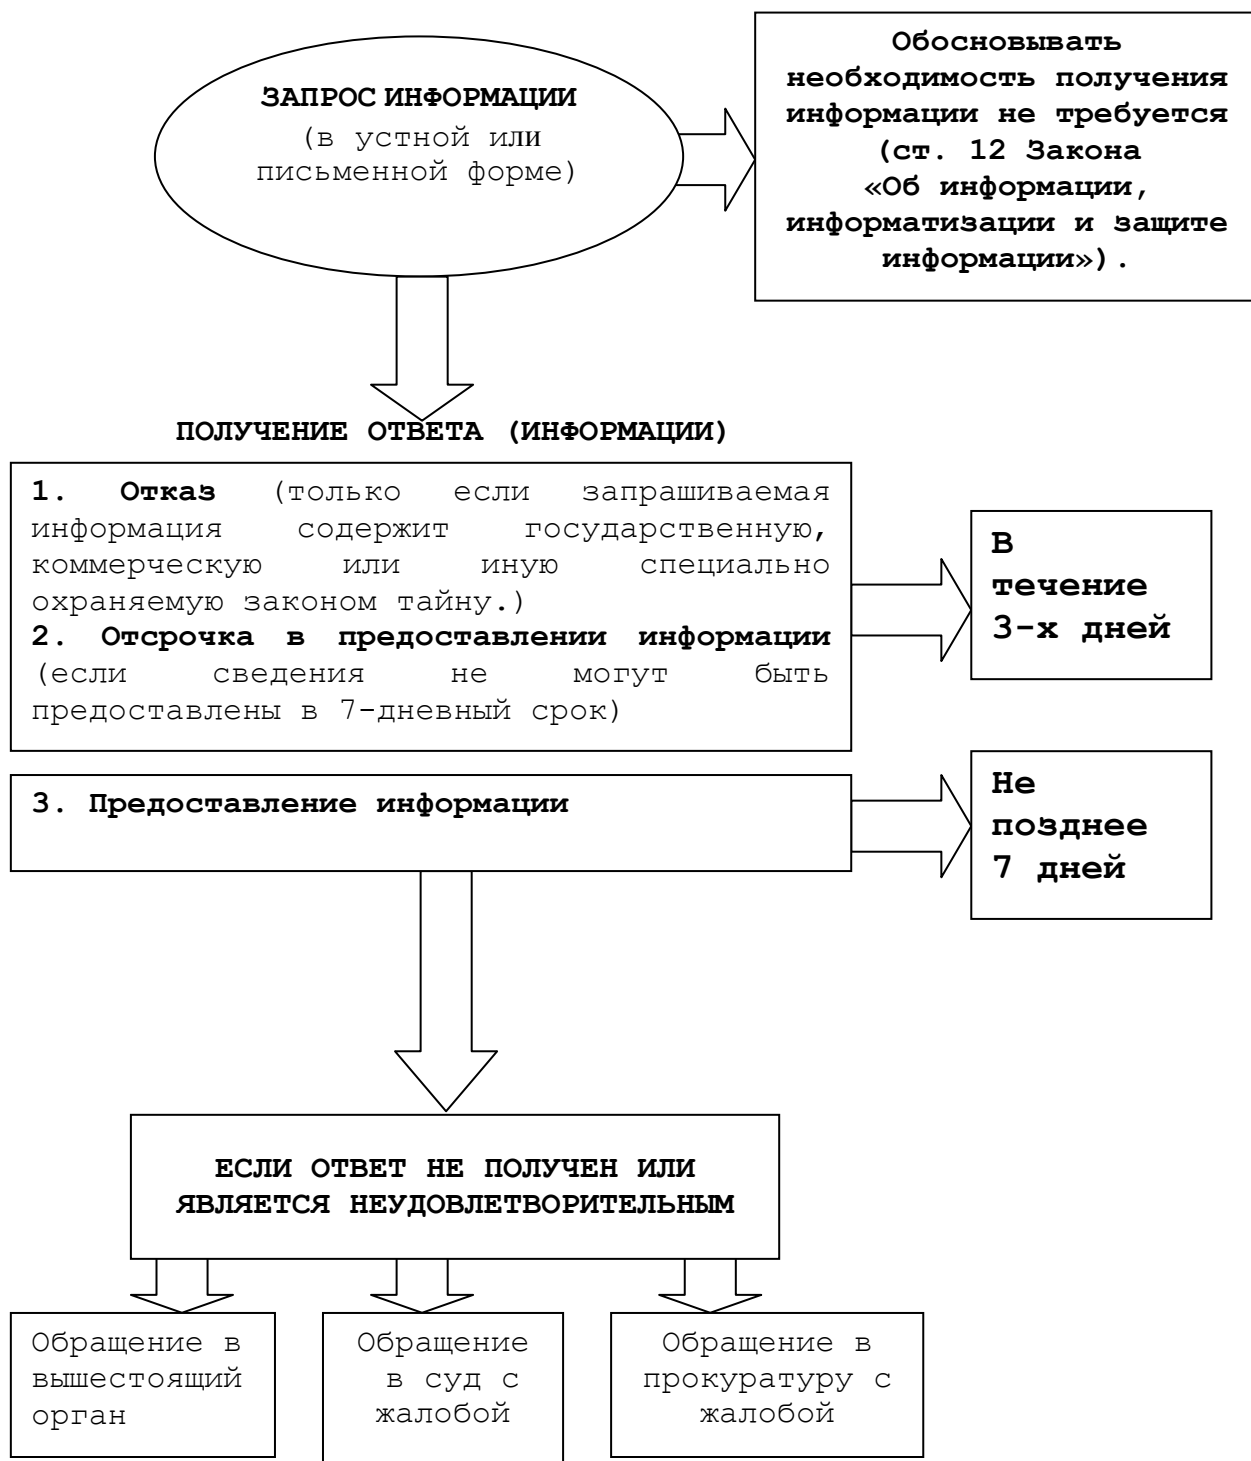 ЗАПРОС ИНФОРМАЦИИ
(в устной или
письменной форме)
Обосновывать
необходимость получения
информации не требуется
(ст. 12 Закона
«Об информации,
информатизации и защите
информации»).
ПОЛУЧЕНИЕ ОТВЕТА (ИНФОРМАЦИИ)
1. Отказ (только если запрашиваемая
информация содержит государственную,
коммерческую или иную специально
охраняемую законом тайну.)
2. Отсрочка в предоставлении информации
(если сведения не могут быть
предоставлены в 7-дневный срок)
В
течение
3-х дней
3. Предоставление информации
Не
позднее
7 дней
ЕСЛИ ОТВЕТ НЕ ПОЛУЧЕН ИЛИ
ЯВЛЯЕТСЯ НЕУДОВЛЕТВОРИТЕЛЬНЫМ
Обращение в
вышестоящий
орган
Обращение
в суд с
жалобой
Обращение в
прокуратуру с
жалобой